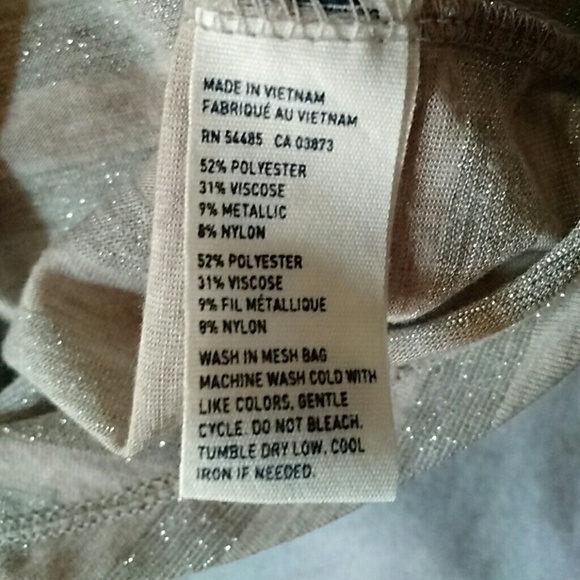 MADE IN VIETNAM
FABRIQUÉ AU VIETNAM
RN 54485 CA 03873
52% POLYESTER
31% VISCOSE
9% METALLIC
8% NYLON
52% POLYESTER
31% VISCOSE
9% FIL MÉTALLIQUE
8% NYLON
WASH IN MESH BAG
MACHINE WASH COLD WITH
LIKE COLORS, GENTLE
CYCLE. DO NOT BLEACH.
TUMBLE DRY LOW. COOL
IRON IF NEEDED.